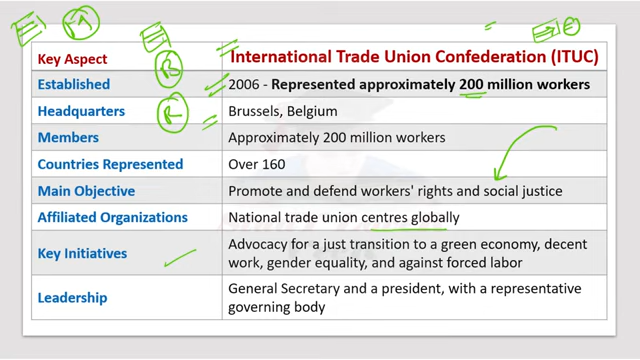 A
B
R
Key Aspect International Trade Union Confederation (ITUC)
Established 2006 - Represented approximately 200 million workers
Headquarters Brussels, Belgium
Members Approximately 200 million workers
Countries Represented Over 160
Main Objective Promote and defend workers' rights and social justice
Affiliated Organizations National trade union centres globally
Key Initiatives Advocacy for a just transition to a green economy, decent
work, gender equality, and against forced labor
Leadership General Secretary and a president, with a representative
governing body